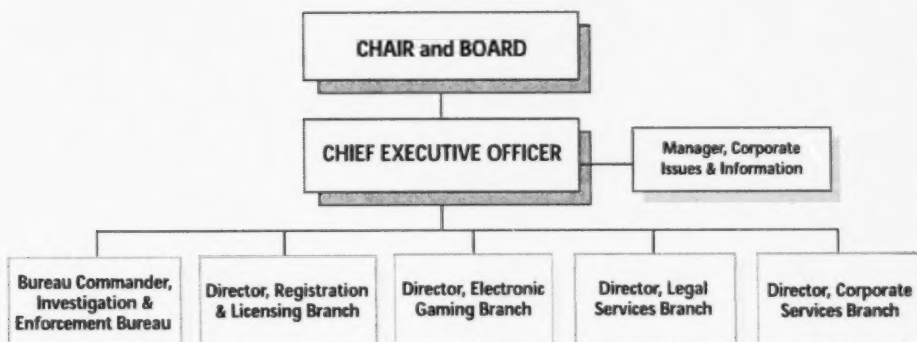 CHAIR and BOARD
CHIEF EXECUTIVE OFFICER
Manager, Corporate
Issues & Information
Bureau Commander,
Investigation &
Enforcement Bureau
Director, Registration
& Licensing Branch
Director, Electronic
Gaming Branch
Director, Legal
Services Branch
Director, Corporate
Services Branch